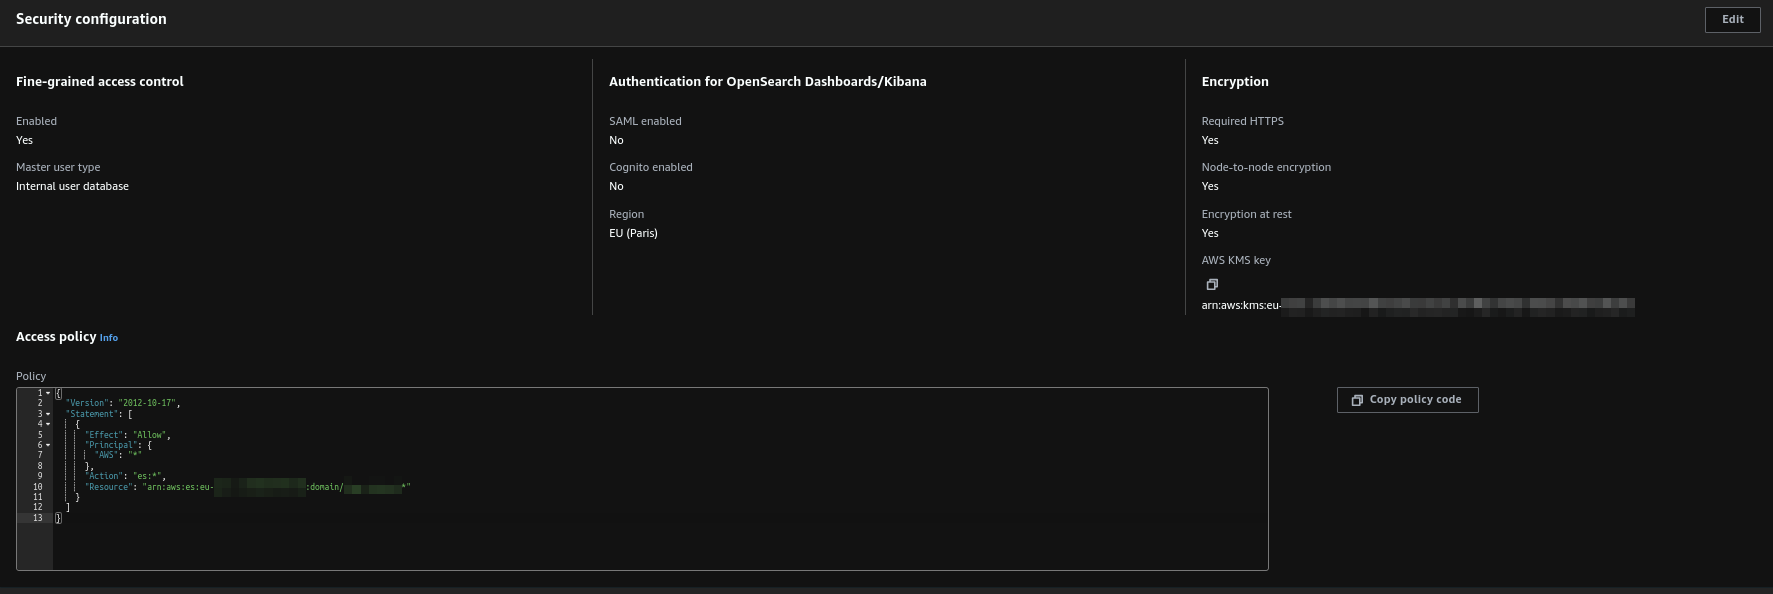 Security configuration
Edit
Fine-grained access control
Enabled
Yes
Master user type
Internal user database
Authentication for OpenSearch Dashboards/Kibana
SAML enabled
No
Cognito enabled
No
Region
EU (Paris)
Encryption
Required HTTPS
Yes
Node-to-node encryption
Yes
Encryption at rest
Yes
AWS KMS key
arn:aws:kms:eu-
Access policy Info
Policy
1 {
2 "Version": "2012-10-17",
3 "Statement": [
4 {
5 "Effect": "Allow",
6 "Principal": {
7 "AWS": "*"
8 },
9 "Action": "es:*",
10 "Resource": "arn:aws:es:eu- :domain/ *"
11 }
12 ]
13 }
Copy policy code